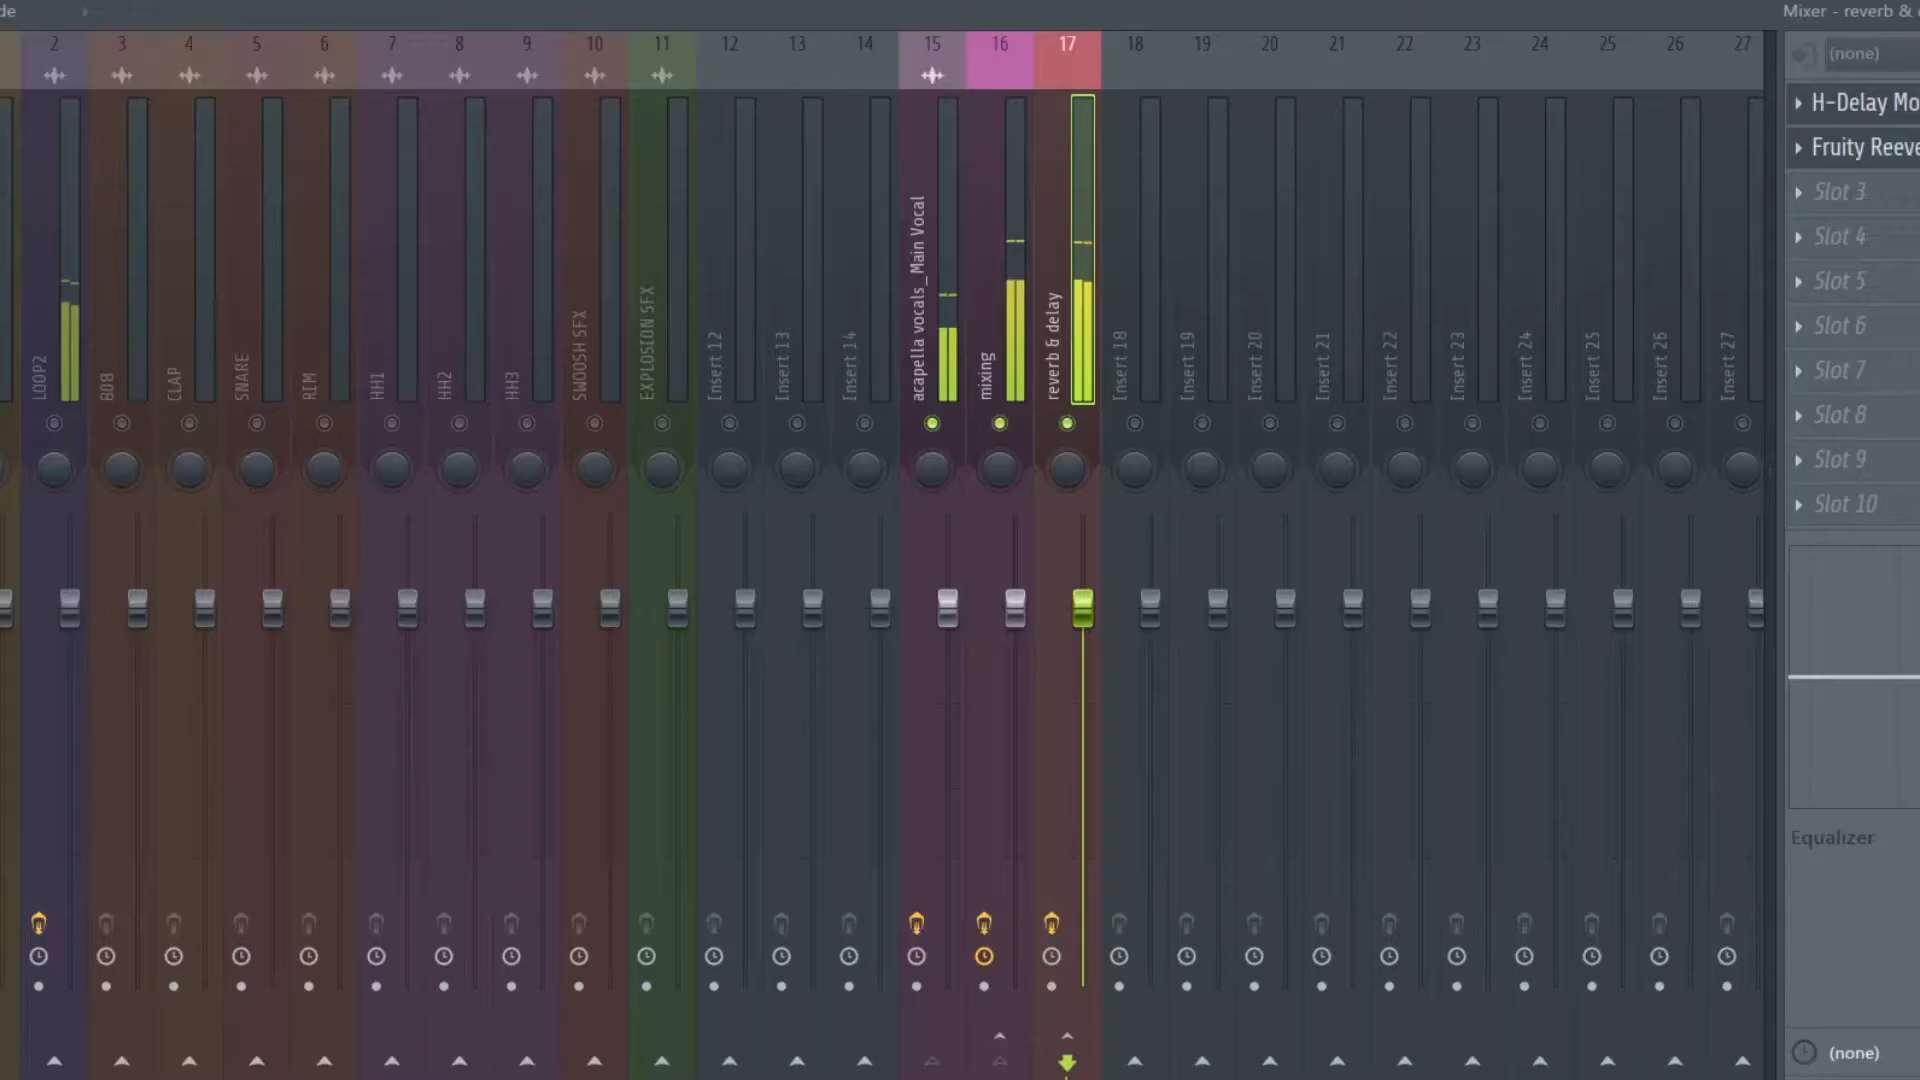 de
Mixer - reverb &
2 3 4 5 6 7 8 9 10 11 12 13 14 15 16 17 18 19 20 21 22 23 24 25 26 27
(none)
H-Delay Mo
Fruity Reeve
Slot 3
Slot 4
Slot 5
Slot 6
Slot 7
Slot 8
Slot 9
Slot 10
LOOP2
808
CLAP
SNARE
RIM
HH1
HH2
HH3
SWOOSH SFX
EXPLOSION SFX
Insert 12
Insert 13
Insert 14
acapella vocals_Main Vocal
mixing
reverb & delay
Insert 18
Insert 19
Insert 20
Insert 21
Insert 22
Insert 23
Insert 24
Insert 25
Insert 26
Insert 27
Equalizer
(none)